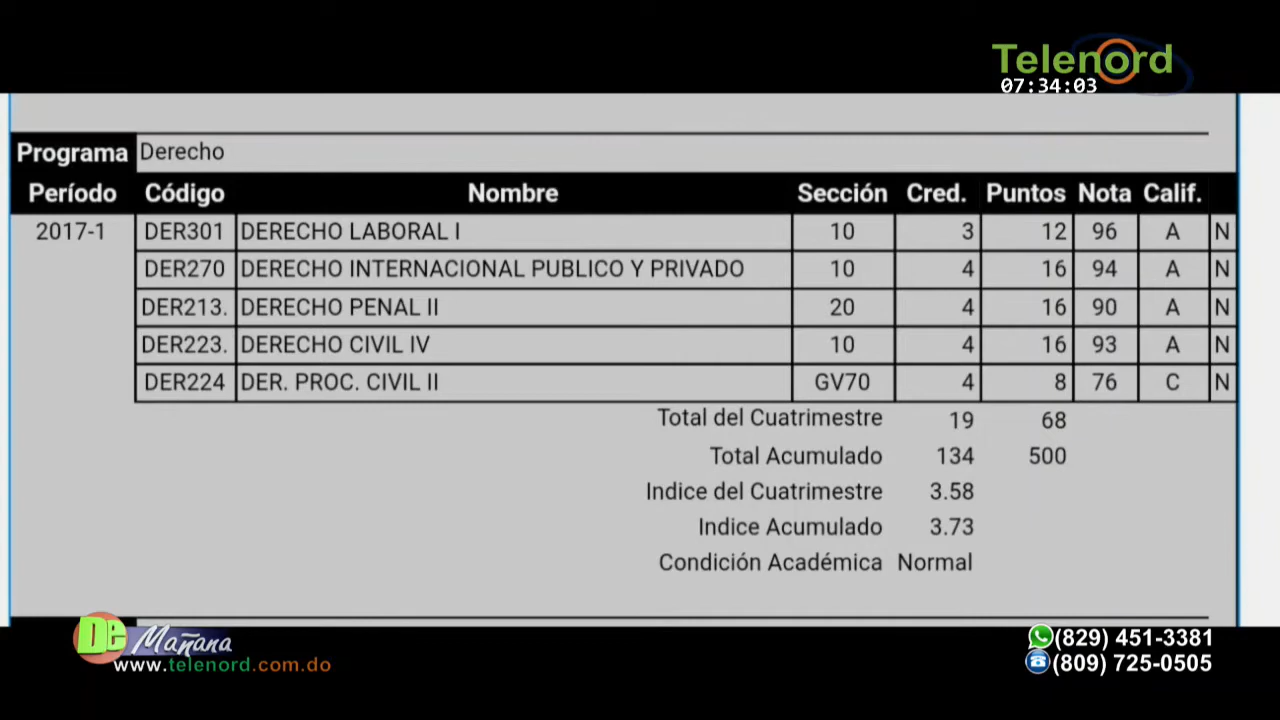 Telenord
07:34:03
Programa Derecho
Período Código Nombre Sección Cred. Puntos Nota Calif.
2017-1 DER301 DERECHO LABORAL I 10 3 12 96 A N
DER270 DERECHO INTERNACIONAL PUBLICO Y PRIVADO 10 4 16 94 A N
DER213. DERECHO PENAL II 20 4 16 90 A N
DER223. DERECHO CIVIL IV 10 4 16 93 A N
DER224 DER. PROC. CIVIL II GV70 4 8 76 C N
Total del Cuatrimestre 19 68
Total Acumulado 134 500
Indice del Cuatrimestre 3.58
Indice Acumulado 3.73
Condición Académica Normal
De Mañana
www.telenord.com.do
(829) 451-3381
(809) 725-0505